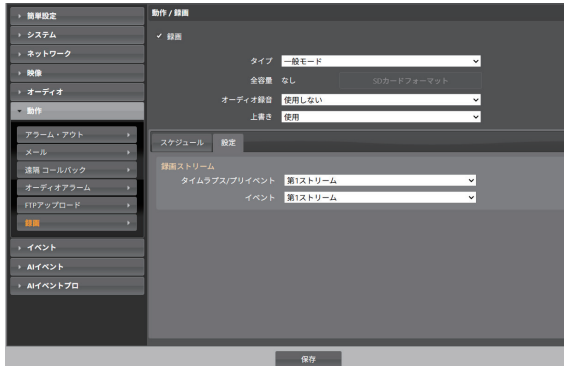 簡単設定
システム
ネットワーク
映像
オーディオ
動作
アラーム・アウト
メール
遠隔 コールバック
オーディオアラーム
FTPアップロード
録画
イベント
AIイベント
AIイベントプロ
動作 / 録画
録画
タイプ 一般モード
全容量 なし SDカードフォーマット
オーディオ録音 使用しない
上書き 使用
スケジュール 設定
録画ストリーム
タイムラプス/プリイベント 第1ストリーム
イベント 第1ストリーム
保存